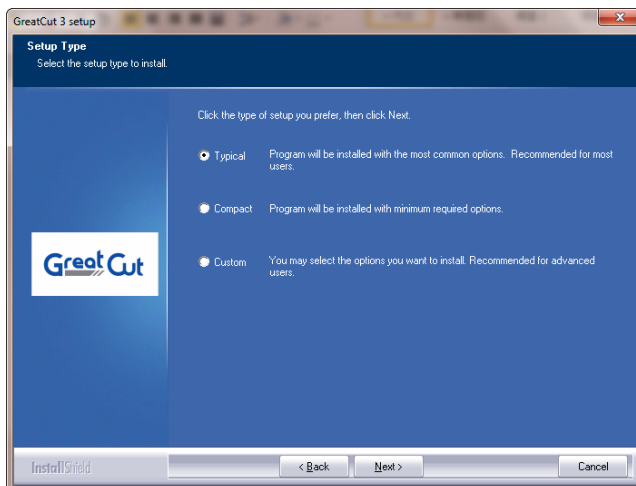 GreatCut 3 setup
Setup Type
Select the setup type to install.
Click the type of setup you prefer, then click Next.
Typical Program will be installed with the most common options. Recommended for most
users.
Compact Program will be installed with minimum required options.
Great Cut
Custom You may select the options you want to install. Recommended for advanced
users.
InstallShield
< Back Next > Cancel